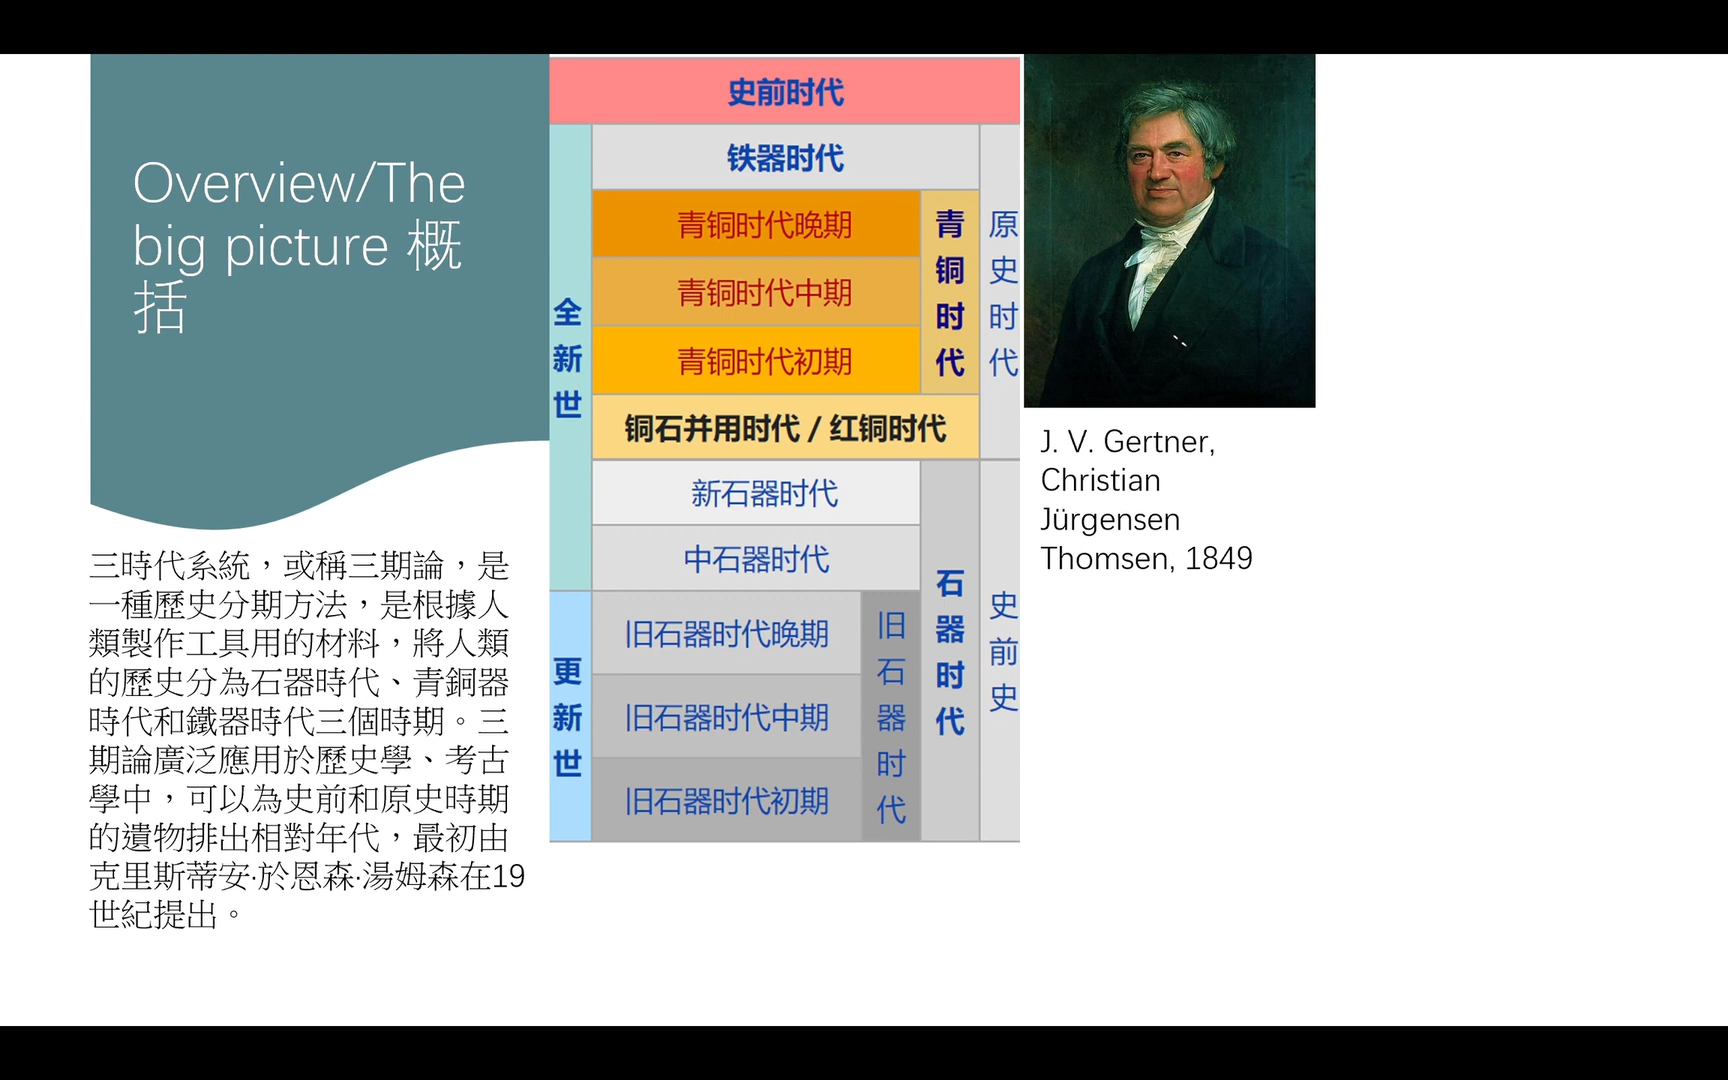 Overview/The
big picture 概
括
三時代系統，或稱三期論，是
一種歷史分期方法，是根據人
類製作工具用的材料，將人類
的歷史分為石器時代、青銅器
時代和鐵器時代三個時期。三
期論廣泛應用於歷史學、考古
學中，可以為史前和原史時期
的遺物排出相對年代，最初由
克里斯蒂安·於恩森·湯姆森在19
世紀提出。
史前时代
全新世
铁器时代
青铜时代晚期
青铜时代中期
青铜时代初期
青铜时代
原史时代
铜石并用时代 / 红铜时代
新石器时代
中石器时代
石器时代
史前史
更新世
旧石器时代晚期
旧石器时代中期
旧石器时代初期
旧石器时代
J. V. Gertner,
Christian
Jürgensen
Thomsen, 1849